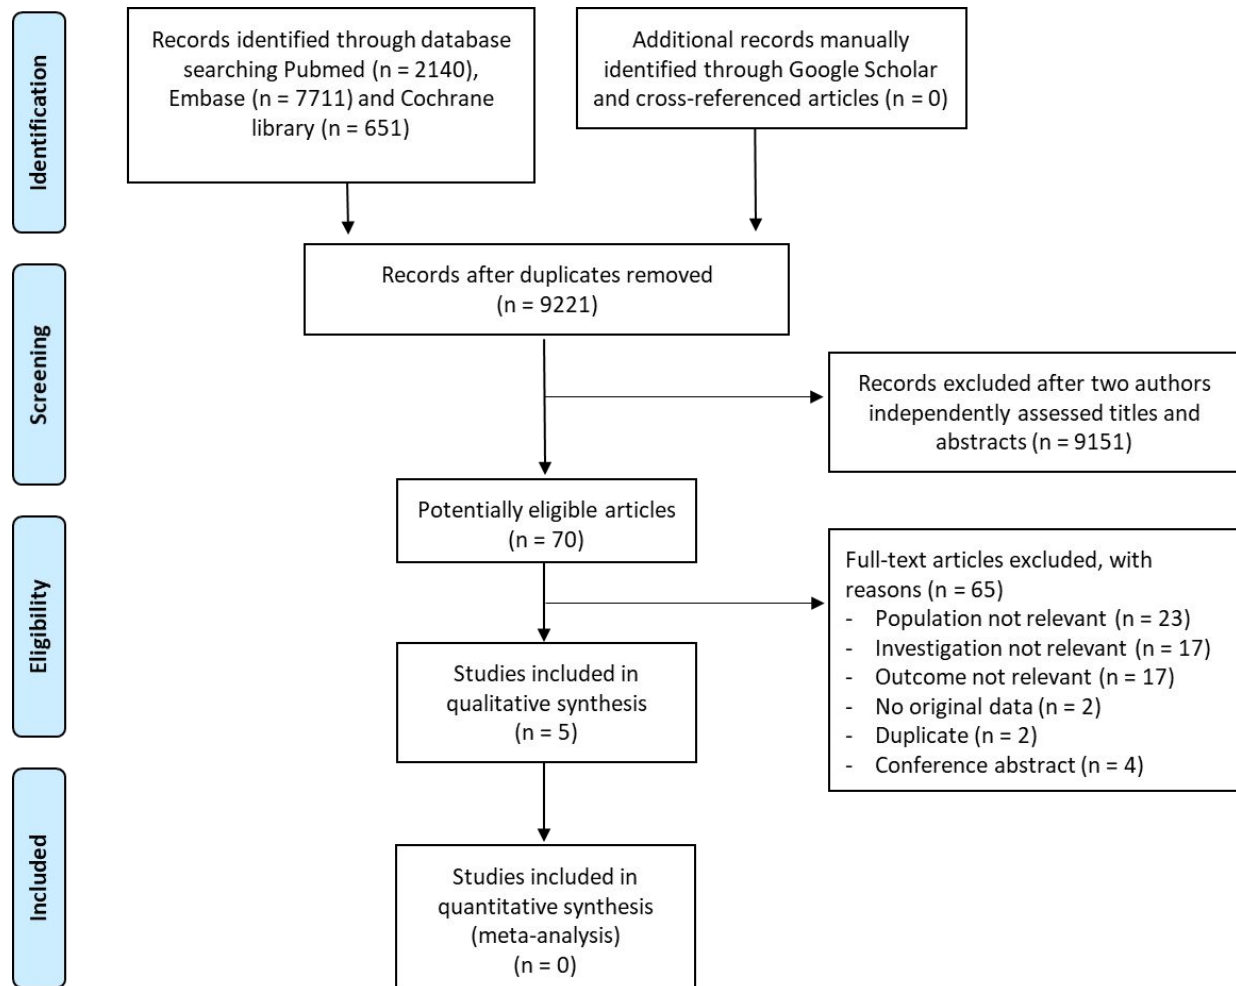 Identification
Records identified through database
searching Pubmed (n = 2140),
Embase (n = 7711) and Cochrane
library (n = 651)
Additional records manually
identified through Google Scholar
and cross-referenced articles (n = 0)
Records after duplicates removed
(n = 9221)
Screening
Records excluded after two authors
independently assessed titles and
abstracts (n = 9151)
Potentially eligible articles
(n = 70)
Eligibility
Full-text articles excluded, with
reasons (n = 65)
- Population not relevant (n = 23)
- Investigation not relevant (n = 17)
- Outcome not relevant (n = 17)
- No original data (n = 2)
- Duplicate (n = 2)
- Conference abstract (n = 4)
Studies included in
qualitative synthesis
(n = 5)
Included
Studies included in
quantitative synthesis
(meta-analysis)
(n = 0)